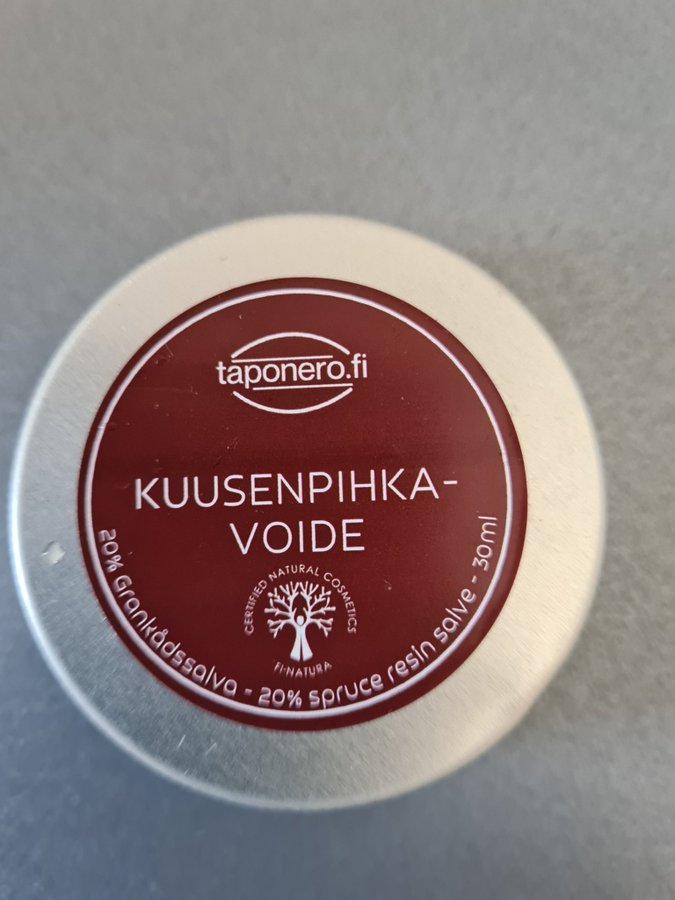 taponero.fi
KUUSENPIHKA-
VOIDE
CERTIFIED NATURAL COSMETICS
FI-NATURA
20% Grankådssalva - 20% spruce resin salve - 30ml